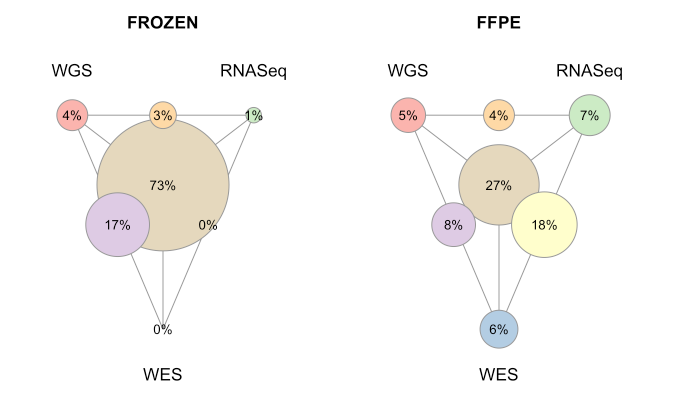 FROZEN
WGS
RNASeq
4%
3%
1%
73%
17%
0%
0%
WES
FFPE
WGS
RNASeq
5%
4%
7%
27%
8%
18%
6%
WES